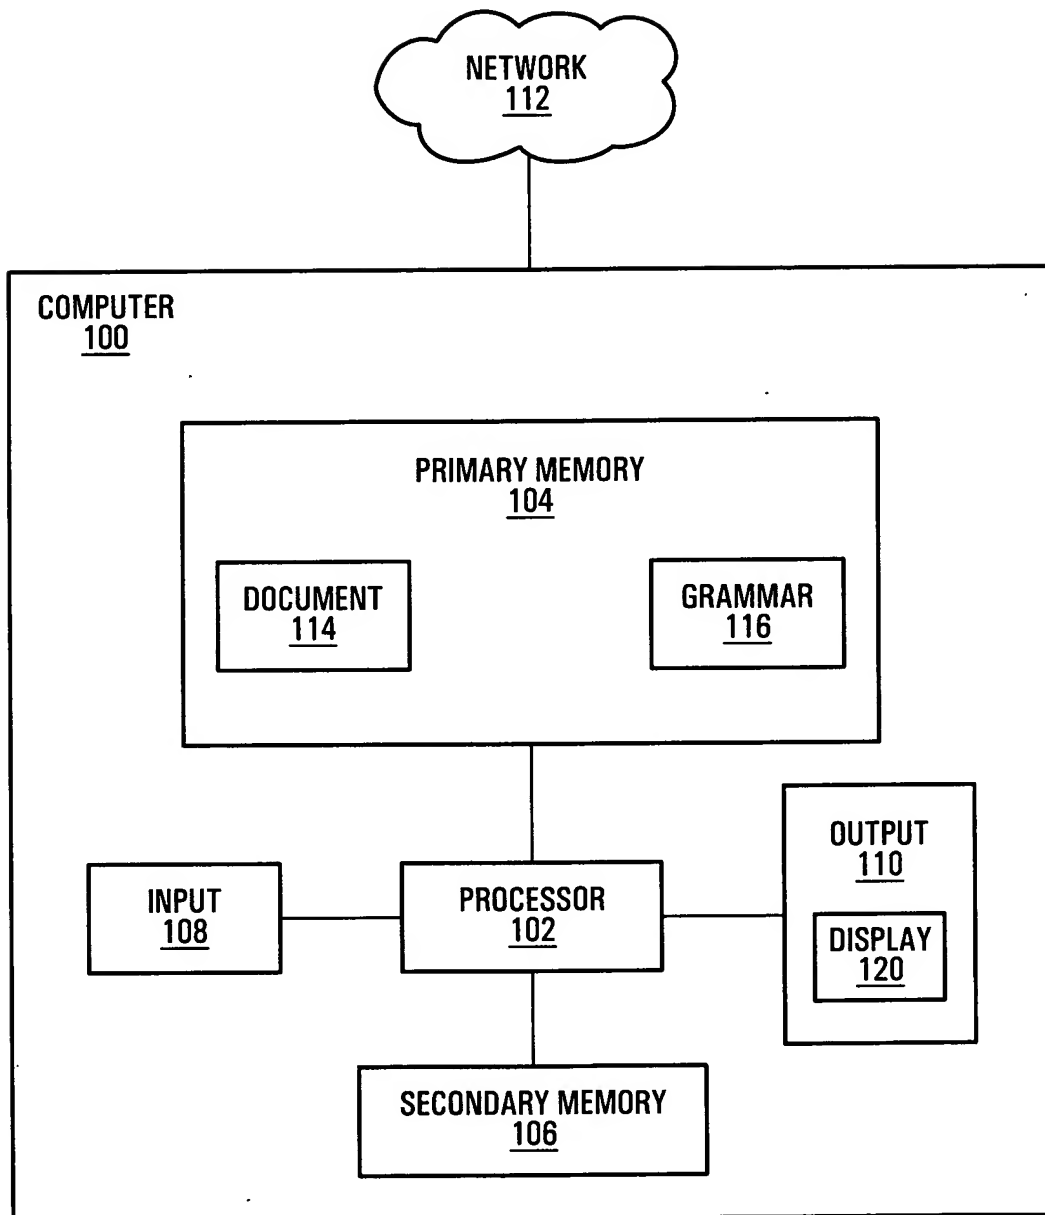 NETWORK
112
COMPUTER
100
PRIMARY MEMORY
104
DOCUMENT
114
GRAMMAR
116
OUTPUT
110
INPUT
108
PROCESSOR
102
DISPLAY
120
SECONDARY MEMORY
106